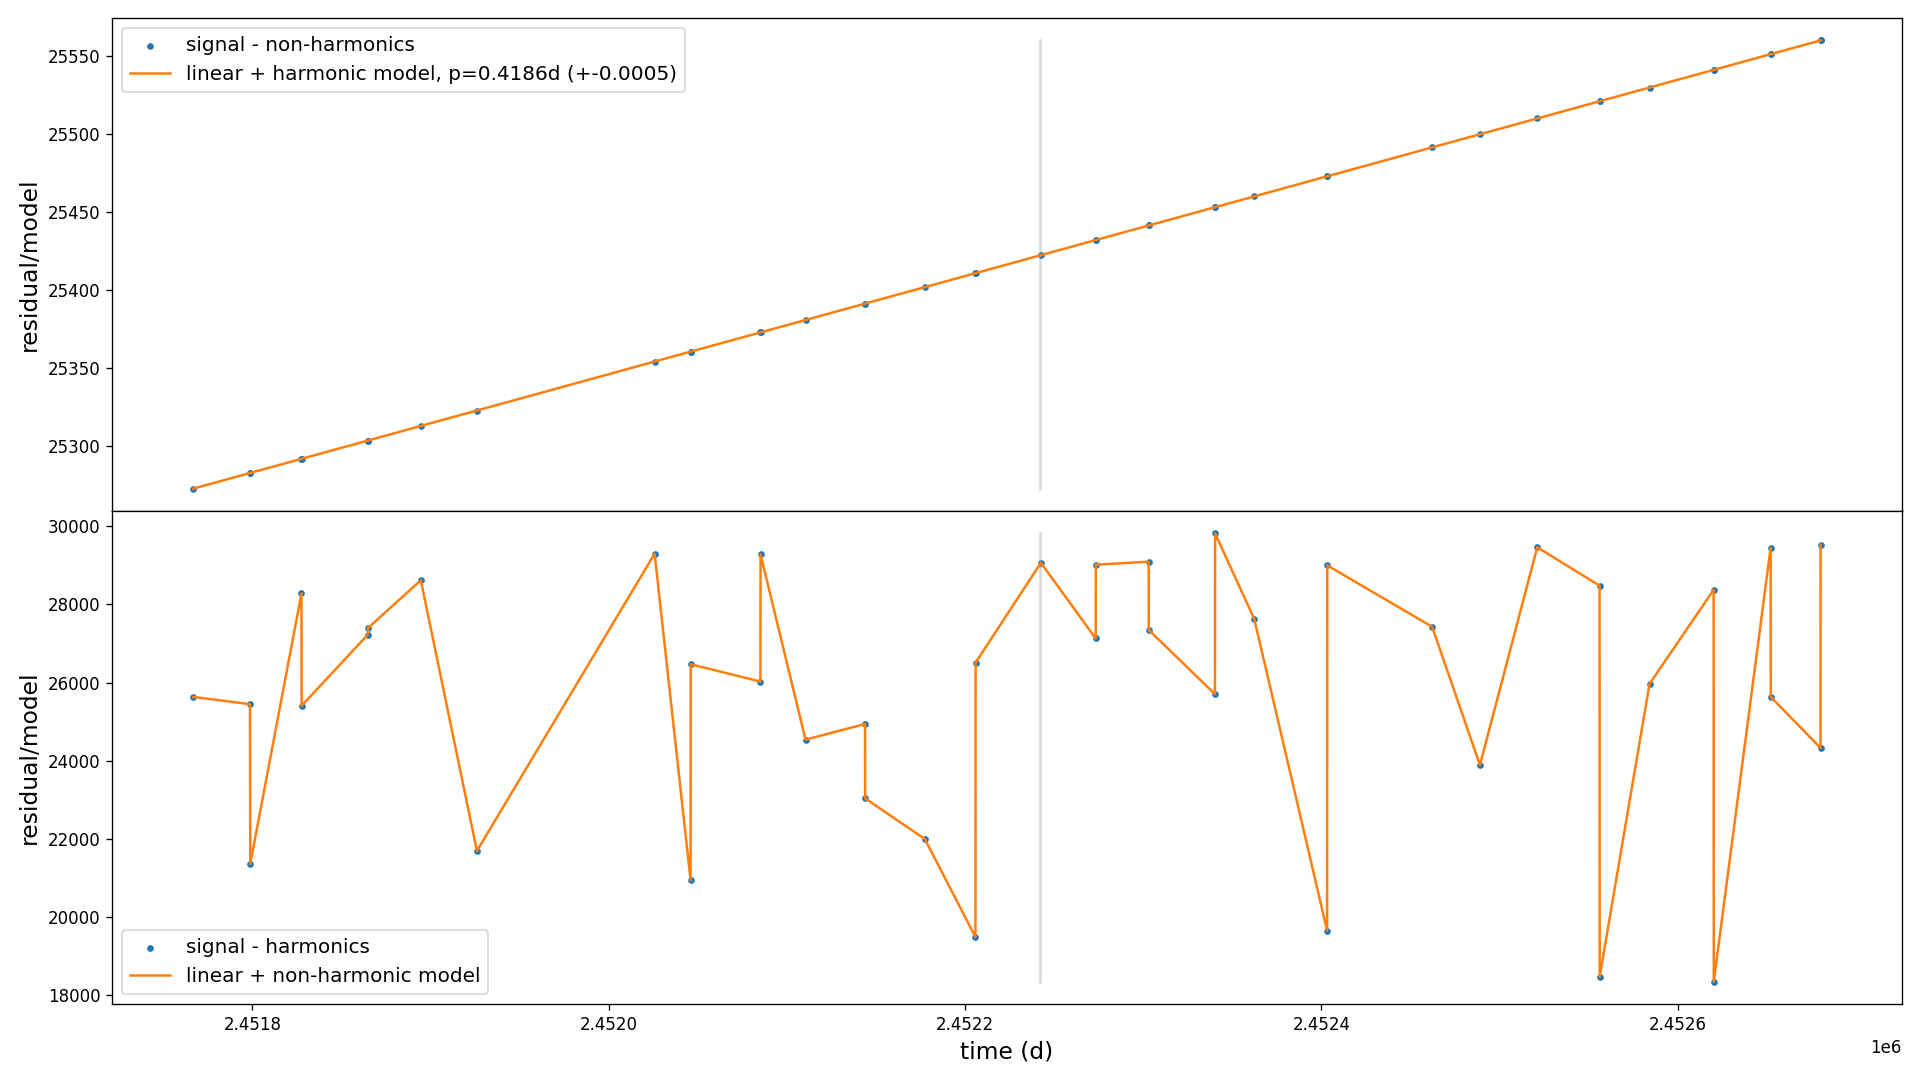 signal - non-harmonics
linear + harmonic model, p=0.4186d (+-0.0005)
25550
25500
25450
25400
25350
25300
residual/model
30000
28000
26000
24000
22000
20000
18000
residual/model
signal - harmonics
linear + non-harmonic model
2.4518 2.4520 2.4522 2.4524 2.4526
1e6
time (d)